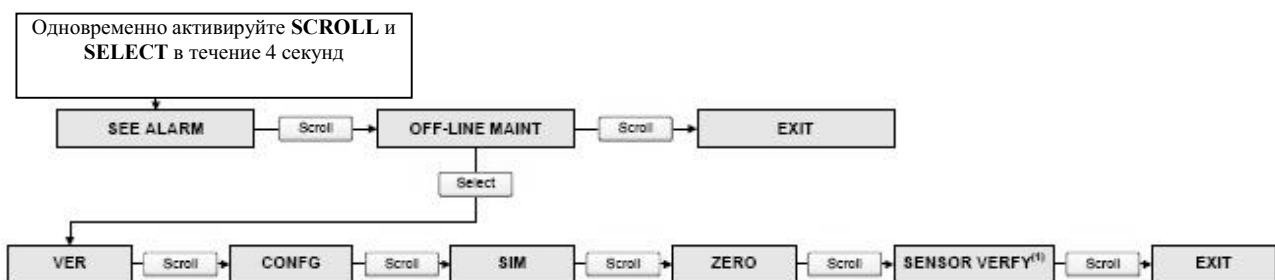 Одновременно активируйте SCROLL и
SELECT в течение 4 секунд
SEE ALARM Scroll OFF-LINE MAINT Scroll EXIT
Select
VER Scroll CONFG Scroll SIM Scroll ZERO Scroll SENSOR VERFY(1) Scroll EXIT